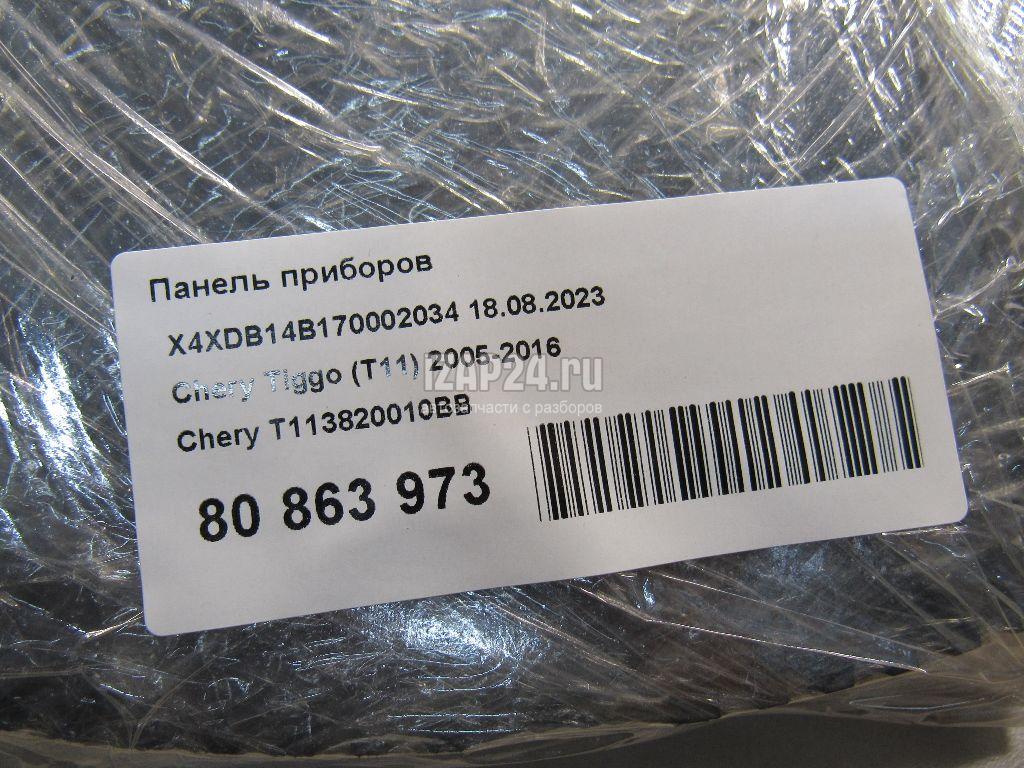 Панель приборов
X4XDB14B170002034 18.08.2023
Chery Tiggo (T11) 2005-2016
IZAP24.ru
автозапчасти с разборов
Chery T113820010BB
80 863 973